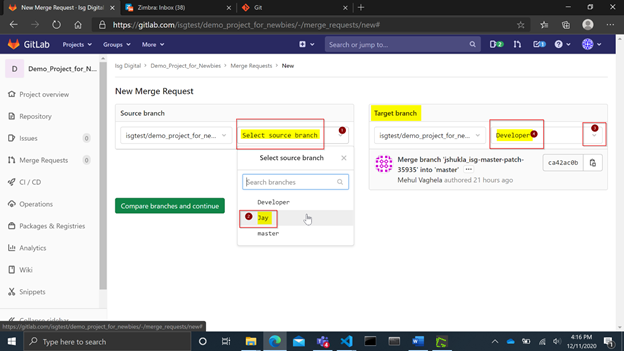 New Merge Request · Isg Digital ·
Zimbra: Inbox (38)
Git
https://gitlab.com/isgtest/demo_project_for_newbies/-/merge_requests/new#
GitLab
Projects
Groups
More
Search or jump to...
D
Demo_Project_for_N...
Isg Digital > Demo_Project_for_Newbies > Merge Requests > New
Project overview
Repository
Issues 0
Merge Requests 0
CI / CD
Operations
Packages & Registries
Analytics
Wiki
Snippets
Collapse sidebar
New Merge Request
Source branch
isgtest/demo_project_for_ne...
Select source branch
1
Select source branch
Search branches
Developer
2 Jay
master
Compare branches and continue
Target branch
isgtest/demo_project_for_ne...
Developer 4
3
Merge branch 'jshukla_isg-master-patch-
35935' into 'master' ...
Mehul Vaghela authored 21 hours ago
ca42ac0b
https://gitlab.com/isgtest/demo_project_for_newbies/-/merge_requests/new#
Type here to search
4:16 PM
12/11/2020